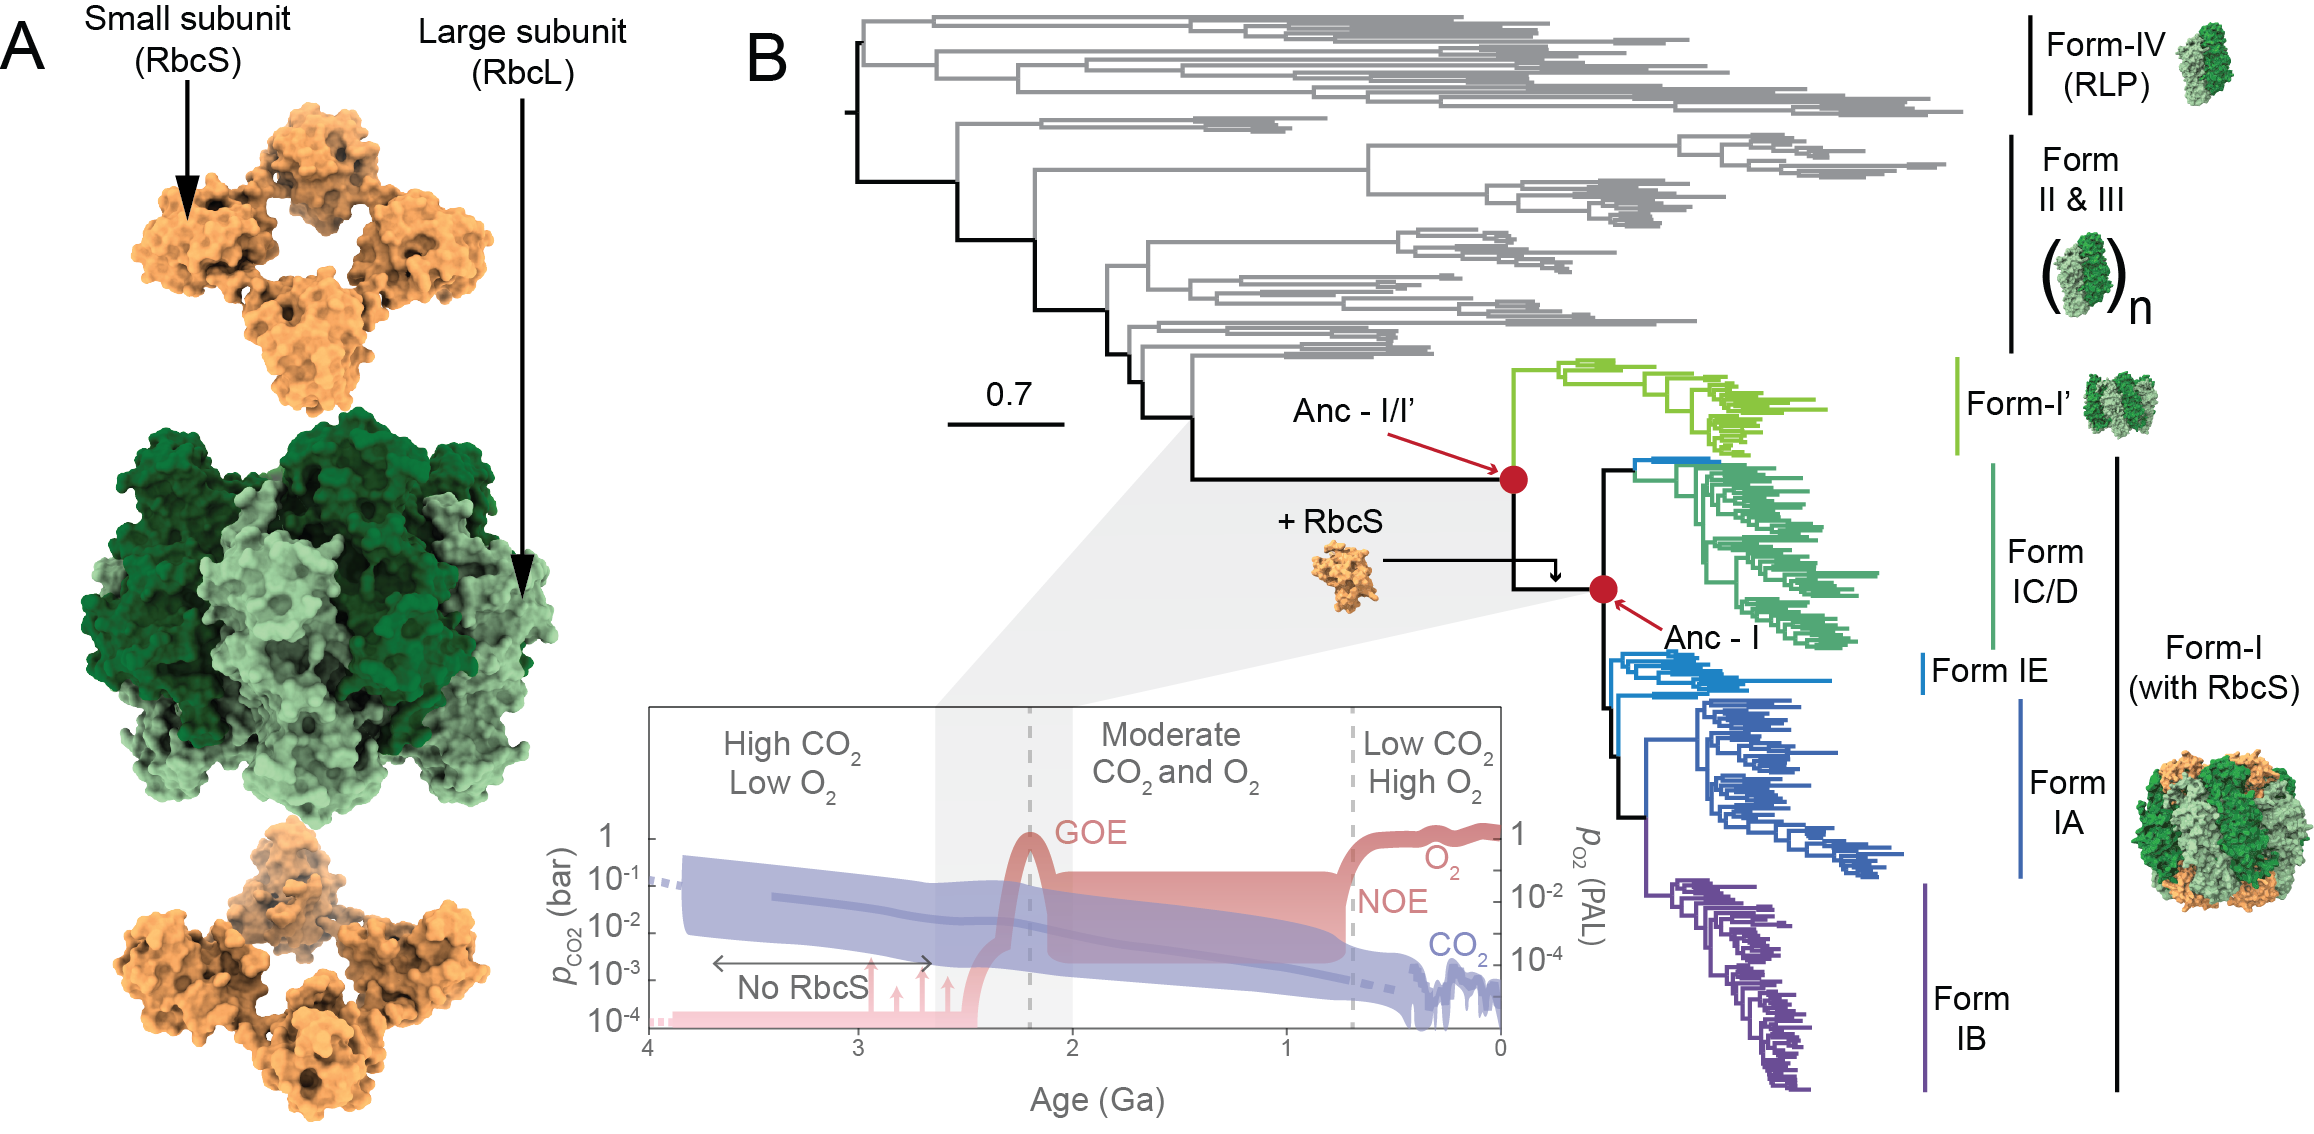 A
Small subunit
(RbcS)
Large subunit
(RbcL)
B
Form-IV
(RLP)
Form
II & III
( )n
0.7
Anc - I/I’
Form-I’
+ RbcS
Anc - I
Form
IC/D
Form IE
Form-I
(with RbcS)
Form
IA
Form
IB
High CO2
Low O2
Moderate
CO2 and O2
Low CO2
High O2
GOE
NOE
O2
CO2
No RbcS
pCO2 (bar)
1
10-1
10-2
10-3
10-4
pO2 (PAL)
1
10-2
10-4
4
3
2
1
0
Age (Ga)